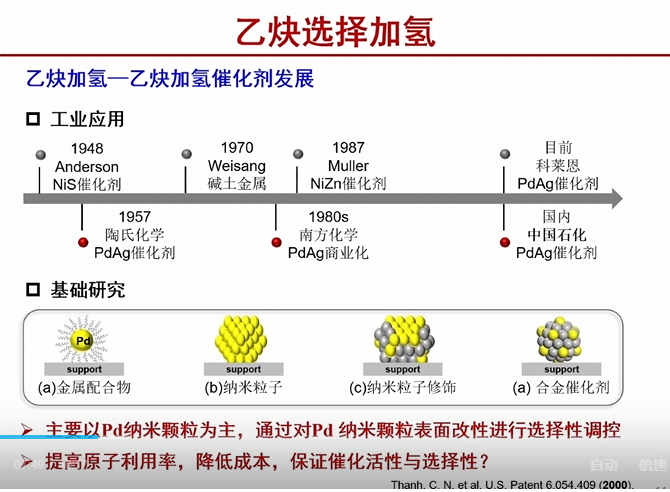 乙炔选择加氢
乙炔加氢—乙炔加氢催化剂发展
工业应用
1948
Anderson
NiS催化剂
1970
Weisang
碱土金属
1987
Muller
NiZn催化剂
目前
科莱恩
PdAg催化剂
1957
陶氏化学
PdAg催化剂
1980s
南方化学
PdAg商业化
国内
中国石化
PdAg催化剂
基础研究
Pd
support
support
support
support
(a)金属配合物
(b)纳米粒子
(c)纳米粒子修饰
(a) 合金催化剂
主要以Pd纳米颗粒为主，通过对Pd 纳米颗粒表面改性进行选择性调控
提高原子利用率，降低成本，保证催化活性与选择性？
自动 倍速
Thanh, C. N. et al. U.S. Patent 6,054,409 (2000).